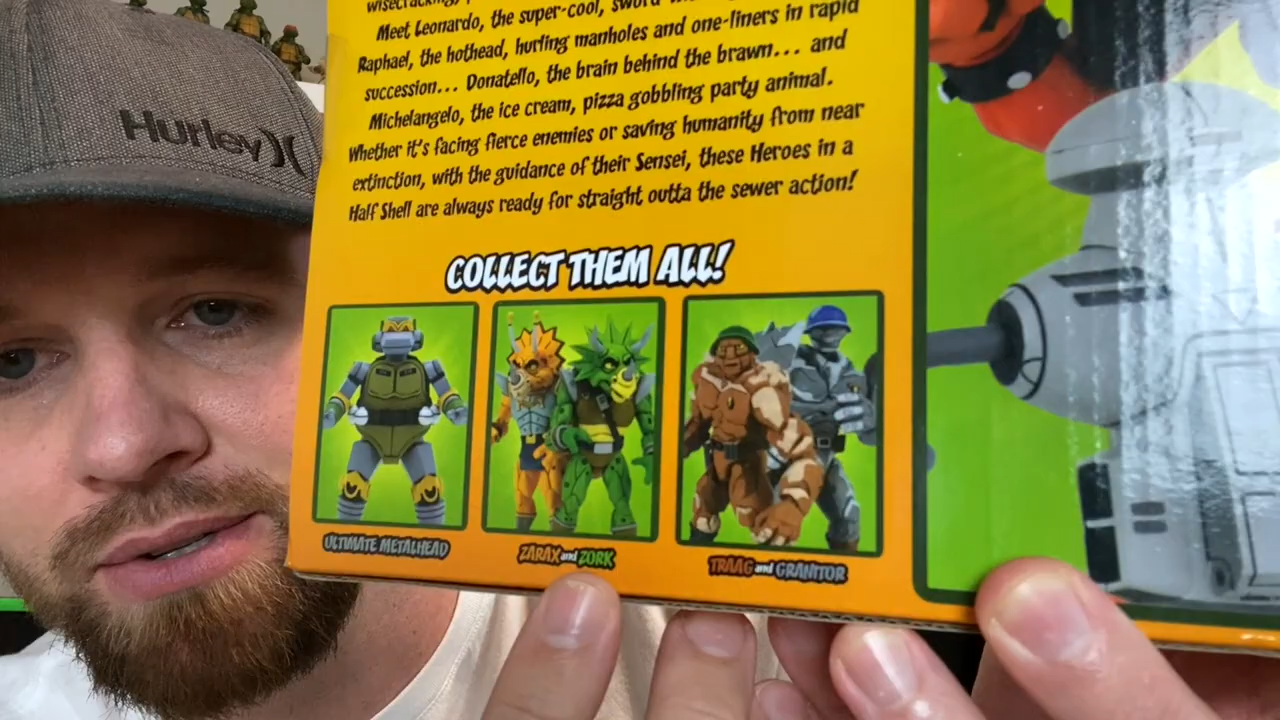 Hurley
wisecracking,
Meet Leonardo, the super-cool, sword
Raphael, the hothead, hurling manholes and one-liners in rapid
succession... Donatello, the brain behind the brawn... and
Michelangelo, the ice cream, pizza gobbling party animal.
Whether it's facing fierce enemies or saving humanity from near
extinction, with the guidance of their Sensei, these Heroes in a
Half Shell are always ready for straight outta the sewer action!
COLLECT THEM ALL!
ULTIMATE METALHEAD
ZARAX and ZORK
TRAAG and GRANITOR